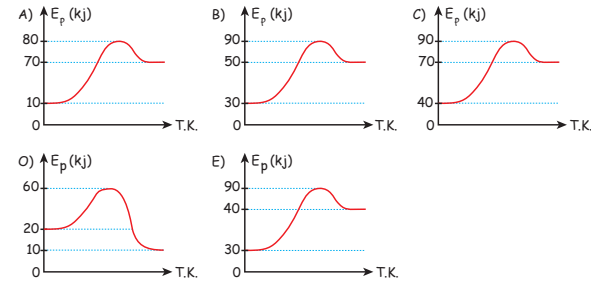 A) Eₚ (kj)
80
70
10
0
T.K.
B) Eₚ (kj)
90
50
30
0
T.K.
C) Eₚ (kj)
90
70
40
0
T.K.
O) Eₚ (kj)
60
20
10
0
T.K.
E) Eₚ (kj)
90
40
30
0
T.K.